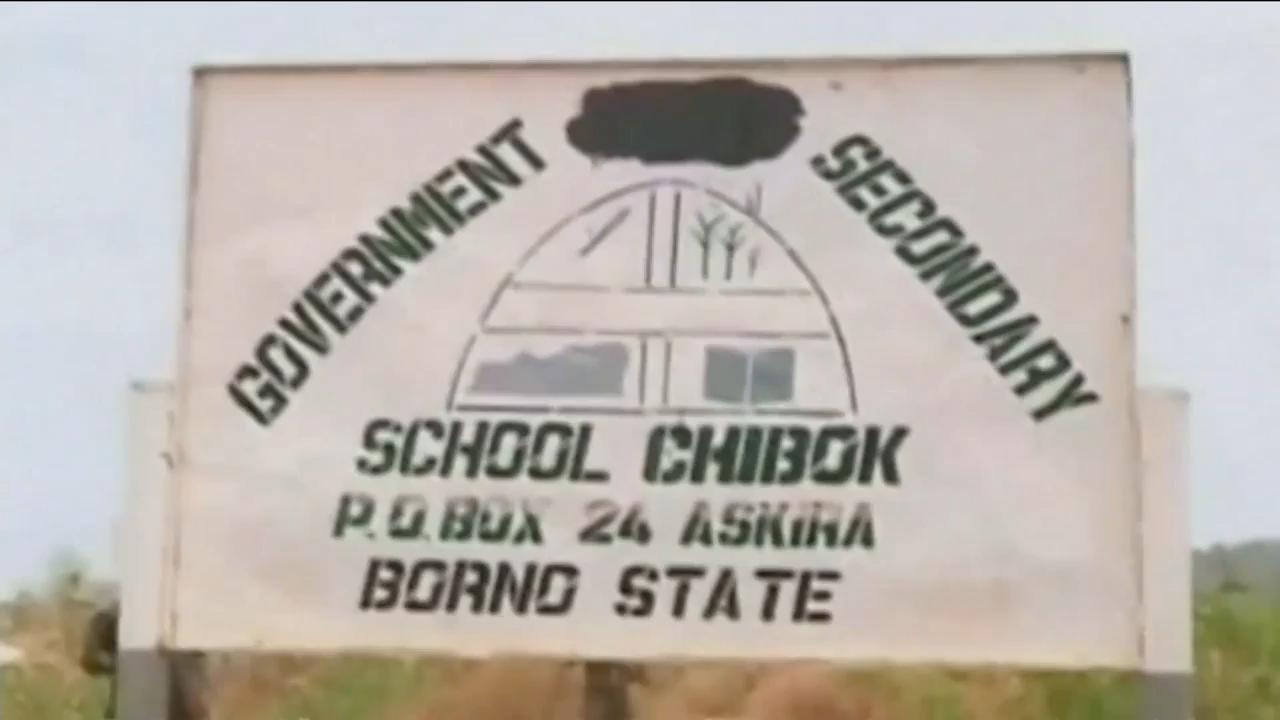 GOVERNMENT SECONDARY
SCHOOL CHIBOK
P.O.BOX 24 ASKIRA
BORNO STATE